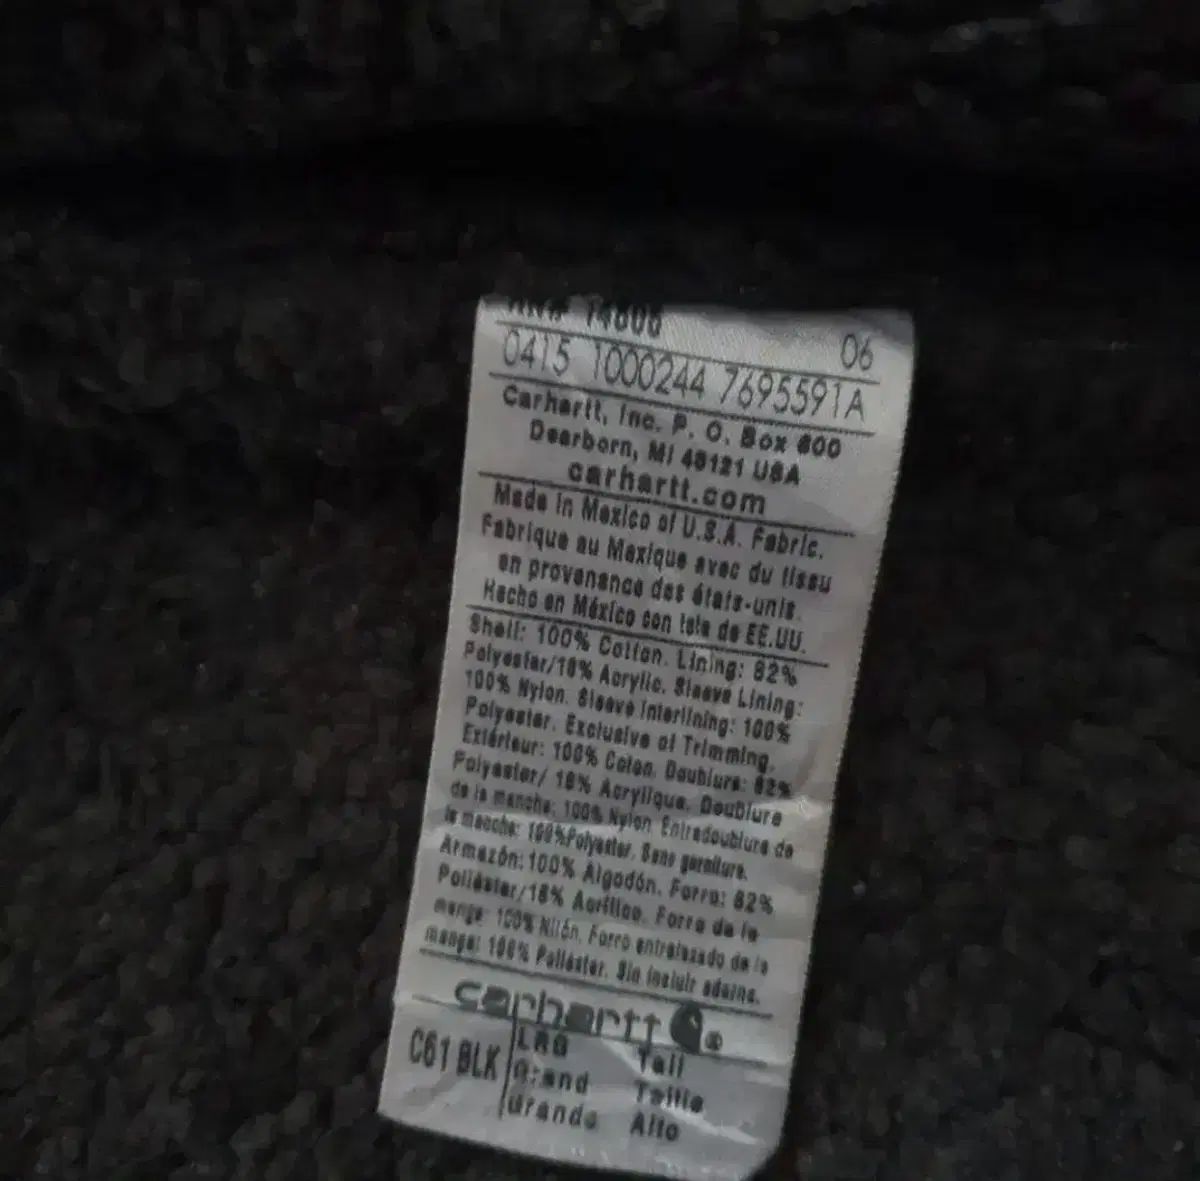 RN# 14806
06
0415 1000244 7695591A
Carhartt, Inc. P. O. Box 600
Dearborn, MI 48121 USA
carhartt.com
Made in Mexico of U.S.A. Fabric.
Fabrique au Mexique avec du tissu
en provenance des états-unis.
Hecho en México con tela de EE.UU.
Shell: 100% Cotton. Lining: 82%
Polyester/18% Acrylic. Sleeve Lining:
100% Nylon. Sleeve Interlining: 100%
Polyester. Exclusive of Trimming.
Extérieur: 100% Coton. Doublure: 82%
Polyester/ 18% Acrylique. Doublure
de la manche: 100% Nylon. Entredoublure de
la manche: 100%Polyester. Sans garniture.
Armazón:100% Algodón. Forro: 82%
Poliéster/18% Acrílico. Forro de la
manga: 100% Nilón. Forro entrelazado de la
manga: 100% Poliéster. Sin incluir adorno.
carhartt ®
C61 BLK
LRG Tall
Grand Taille
Grande Alto